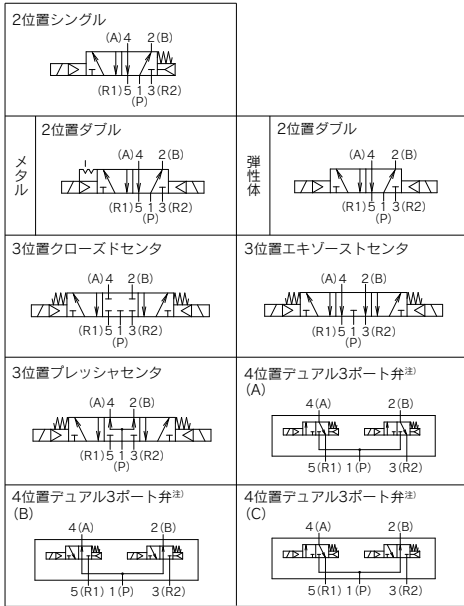 2位置シングル
(A)4 2(B)
(R1)5 1 3(R2)
(P)
メタル
2位置ダブル
(A)4 2(B)
(R1)5 1 3(R2)
(P)
弾性体
2位置ダブル
(A)4 2(B)
(R1)5 1 3(R2)
(P)
3位置クローズドセンタ
(A)4 2(B)
(R1)5 1 3(R2)
(P)
3位置エキゾーストセンタ
(A)4 2(B)
(R1)5 1 3(R2)
(P)
3位置プレッシャセンタ
(A)4 2(B)
(R1)5 1 3(R2)
(P)
4位置デュアル3ポート弁注)
(A)
4(A) 2(B)
5(R1) 1(P) 3(R2)
4位置デュアル3ポート弁注)
(B)
4(A) 2(B)
5(R1) 1(P) 3(R2)
4位置デュアル3ポート弁注)
(C)
4(A) 2(B)
5(R1) 1(P) 3(R2)